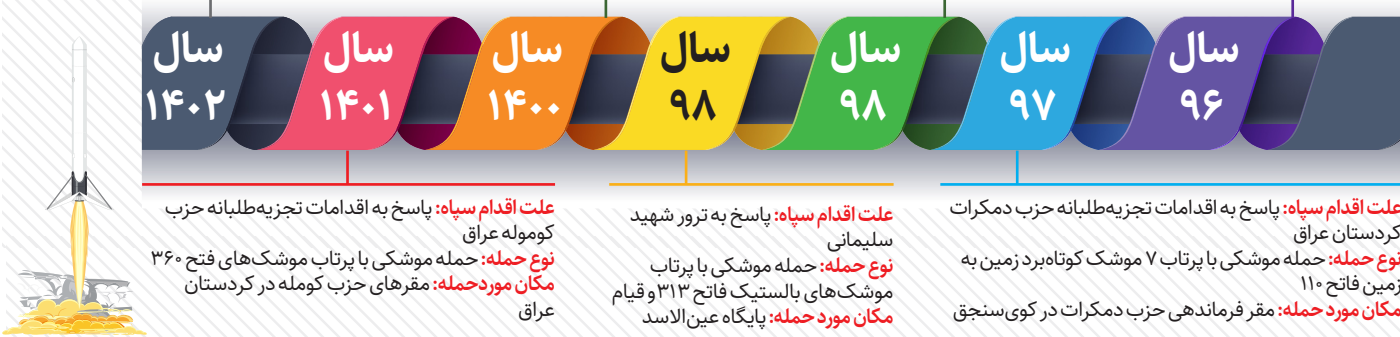 سال
۹۶
سال
۹۷
سال
۹۸
سال
۹۸
سال
۱۴۰۰
سال
۱۴۰۱
سال
۱۴۰۲
علت اقدام سپاه: پاسخ به اقدامات تجزیه‌طلبانه حزب دمکرات
کردستان عراق
نوع حمله: حمله موشکی با پرتاب ۷ موشک کوتاه‌برد زمین به
زمین فاتح ۱۱۰
مکان مورد حمله: مقر فرماندهی حزب دمکرات در کوی‌سنجق
علت اقدام سپاه: پاسخ به ترور شهید
سلیمانی
نوع حمله: حمله موشکی با پرتاب
موشک‌های بالستیک فاتح ۳۱۳ و قیام
مکان مورد حمله: پایگاه عین‌الاسد
علت اقدام سپاه: پاسخ به اقدامات تجزیه‌طلبانه حزب
کوموله عراق
نوع حمله: حمله موشکی با پرتاب موشک‌های فتح ۳۶۰
مکان موردحمله: مقرهای حزب کومله در کردستان
عراق